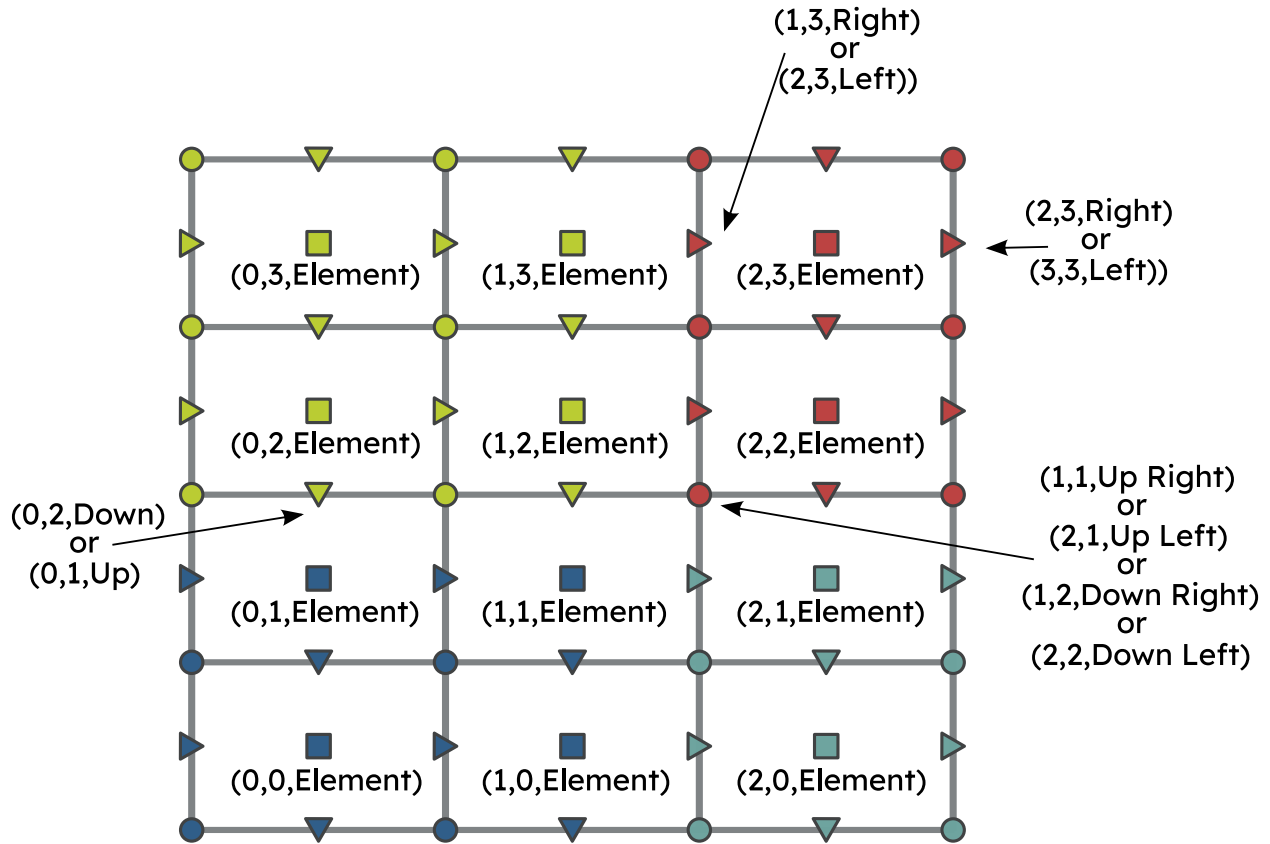 (1,3,Right)
or
(2,3,Left))
(2,3,Right)
or
(3,3,Left))
(0,3,Element)
(1,3,Element)
(2,3,Element)
(0,2,Element)
(1,2,Element)
(2,2,Element)
(0,2,Down)
or
(0,1,Up)
(1,1,Up Right)
or
(2,1,Up Left)
or
(1,2,Down Right)
or
(2,2,Down Left)
(0,1,Element)
(1,1,Element)
(2,1,Element)
(0,0,Element)
(1,0,Element)
(2,0,Element)